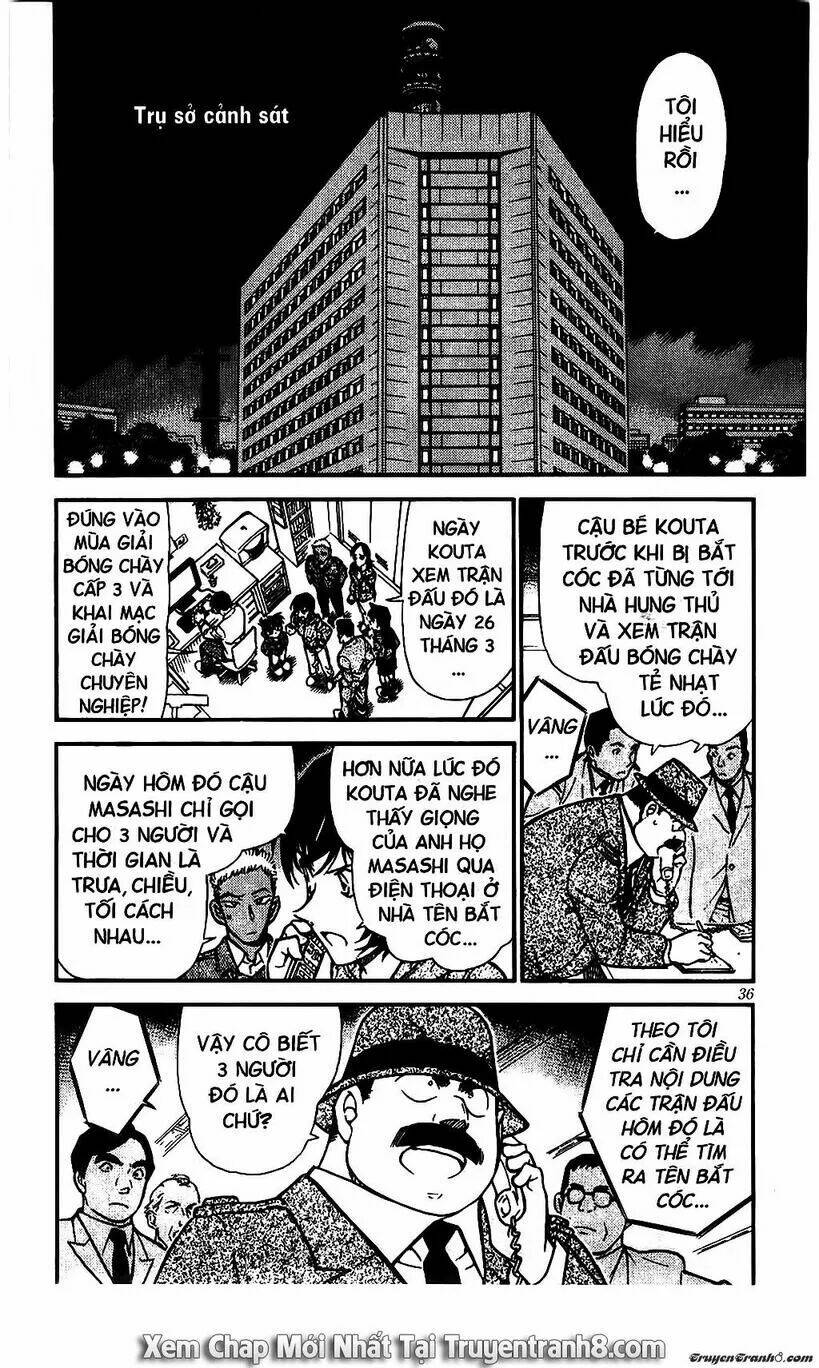 TÔI
HIỂU
RỒI
...
Trụ sở cảnh sát
CẬU BÉ KOUTA
TRƯỚC KHI BỊ BẮT
CÓC ĐÃ TỪNG TỚI
NHÀ HUNG THỦ
VÀ XEM TRẬN
ĐẤU BÓNG CHÀY
TẺ NHẠT
LÚC ĐÓ...
VÂNG
...
NGÀY
KOUTA
XEM TRẬN
ĐẤU ĐÓ LÀ
NGÀY 26
THÁNG 3
...
ĐÚNG VÀO
MÙA GIẢI
BÓNG CHÀY
CẤP 3 VÀ
KHAI MẠC
GIẢI BÓNG
CHÀY
CHUYÊN
NGHIỆP!
HƠN NỮA LÚC ĐÓ
KOUTA ĐÃ NGHE
THẤY GIỌNG
CỦA ANH HỌ
MASASHI QUA
ĐIỆN THOẠI Ở
NHÀ TÊN BẮT
CÓC...
NGÀY HÔM ĐÓ CẬU
MASASHI CHỈ GỌI
CHO 3 NGƯỜI VÀ
THỜI GIAN LÀ
TRƯA, CHIỀU,
TỐI CÁCH
NHAU...
36
THEO TÔI
CHỈ CẦN ĐIỀU
TRA NỘI DUNG
CÁC TRẬN ĐẤU
HÔM ĐÓ LÀ
CÓ THỂ TÌM
RA TÊN BẮT
CÓC...
VẬY CÔ BIẾT
3 NGƯỜI
ĐÓ LÀ AI
CHỨ?
VÂNG
...
Xem Chap Mới Nhất Tại Truyentranh8.com
TruyenTranh8.com